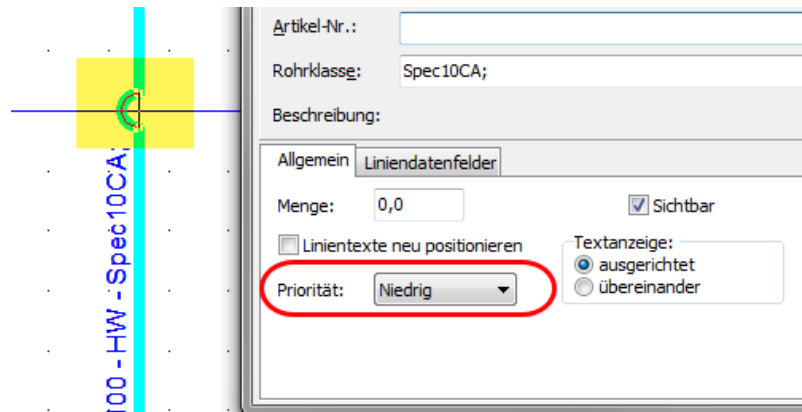 100 - HW - Spec10CA;
Artikel-Nr.:
Rohrklasse: Spec10CA;
Beschreibung:
Allgemein Liniendatenfelder
Menge: 0,0 Sichtbar
Linientexte neu positionieren Textanzeige:
ausgerichtet
Priorität: Niedrig übereinander